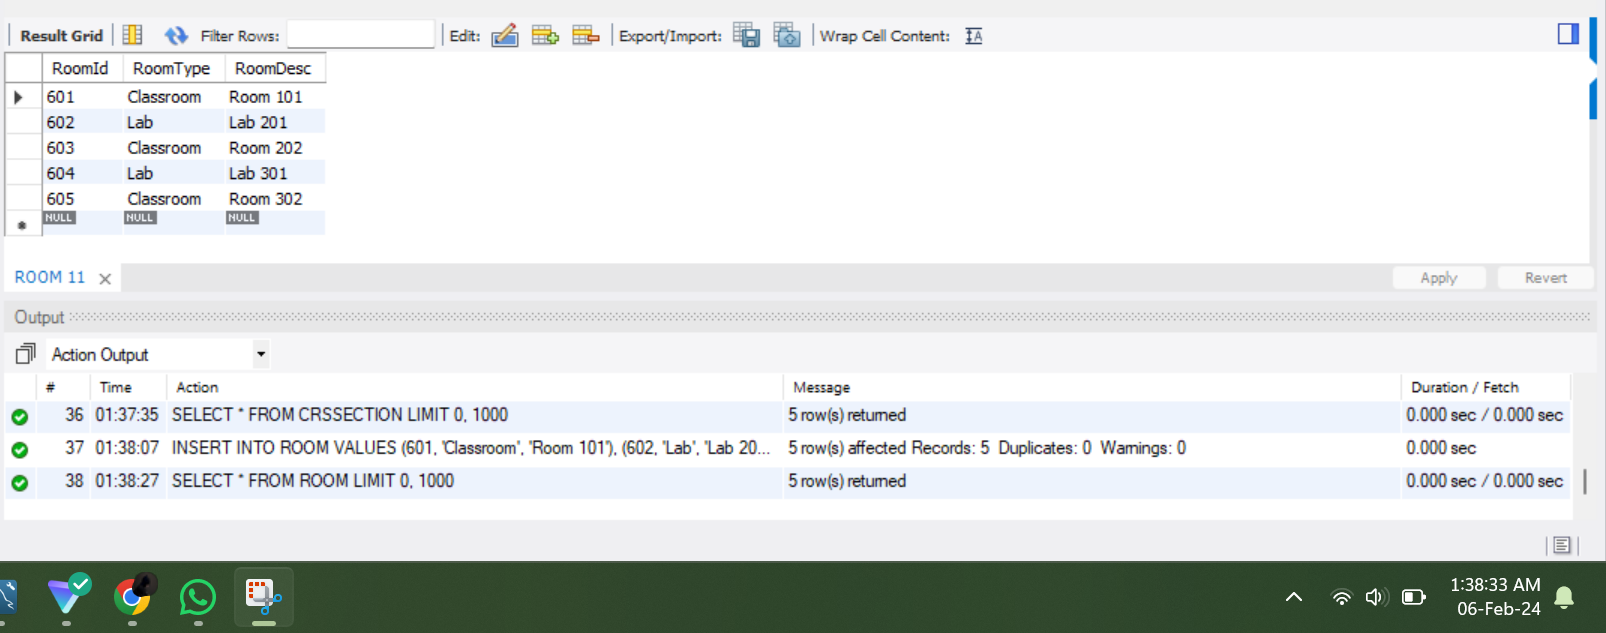 Result Grid Filter Rows: Edit: Export/Import: Wrap Cell Content: IA
RoomId RoomType RoomDesc
601 Classroom Room 101
602 Lab Lab 201
603 Classroom Room 202
604 Lab Lab 301
605 Classroom Room 302
NULL NULL NULL
ROOM 11 Apply Revert
Output
Action Output
# Time Action Message Duration / Fetch
36 01:37:35 SELECT * FROM CRSSECTION LIMIT 0, 1000 5 row(s) returned 0.000 sec / 0.000 sec
37 01:38:07 INSERT INTO ROOM VALUES (601, 'Classroom', 'Room 101'), (602, 'Lab', 'Lab 20... 5 row(s) affected Records: 5 Duplicates: 0 Warnings: 0 0.000 sec
38 01:38:27 SELECT * FROM ROOM LIMIT 0, 1000 5 row(s) returned 0.000 sec / 0.000 sec
1:38:33 AM
06-Feb-24